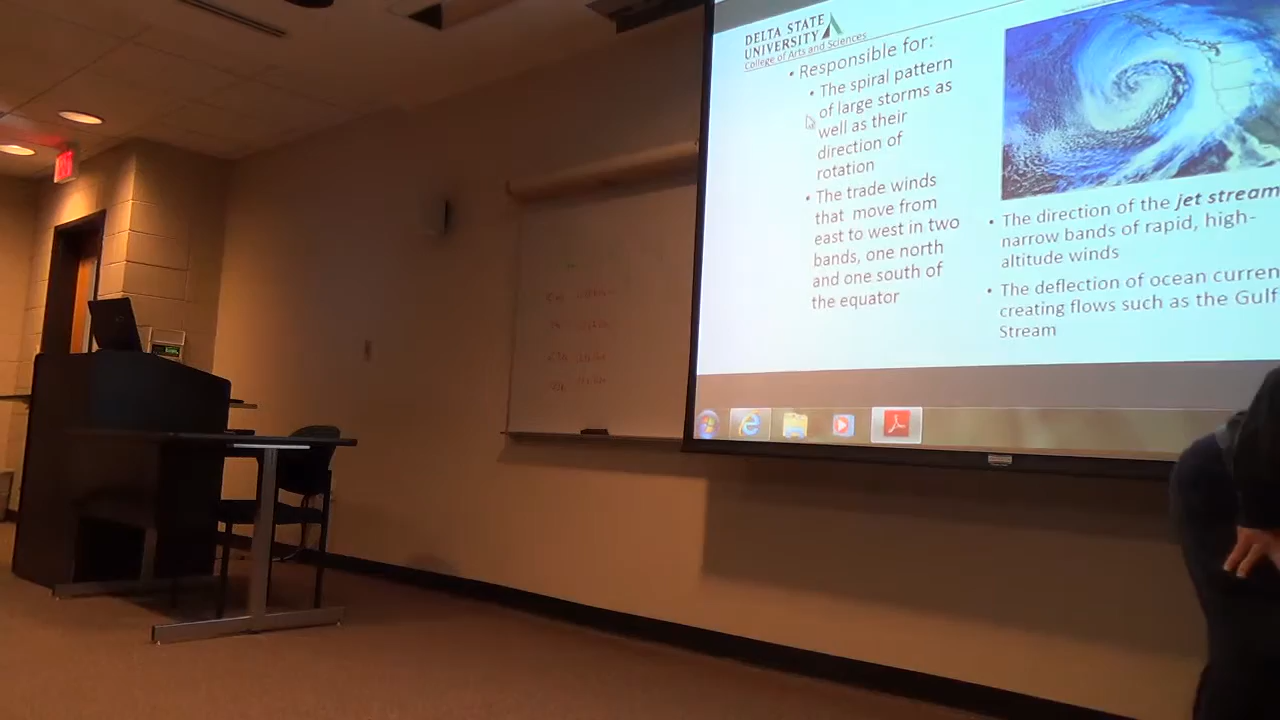 DELTA STATE
UNIVERSITY
College of Arts and Sciences
• Responsible for:
• The spiral pattern
of large storms as
well as their
direction of
rotation
• The trade winds
that move from
east to west in two
bands, one north
and one south of
the equator
• The direction of the jet stream
narrow bands of rapid, high-
altitude winds
• The deflection of ocean curren
creating flows such as the Gulf
Stream